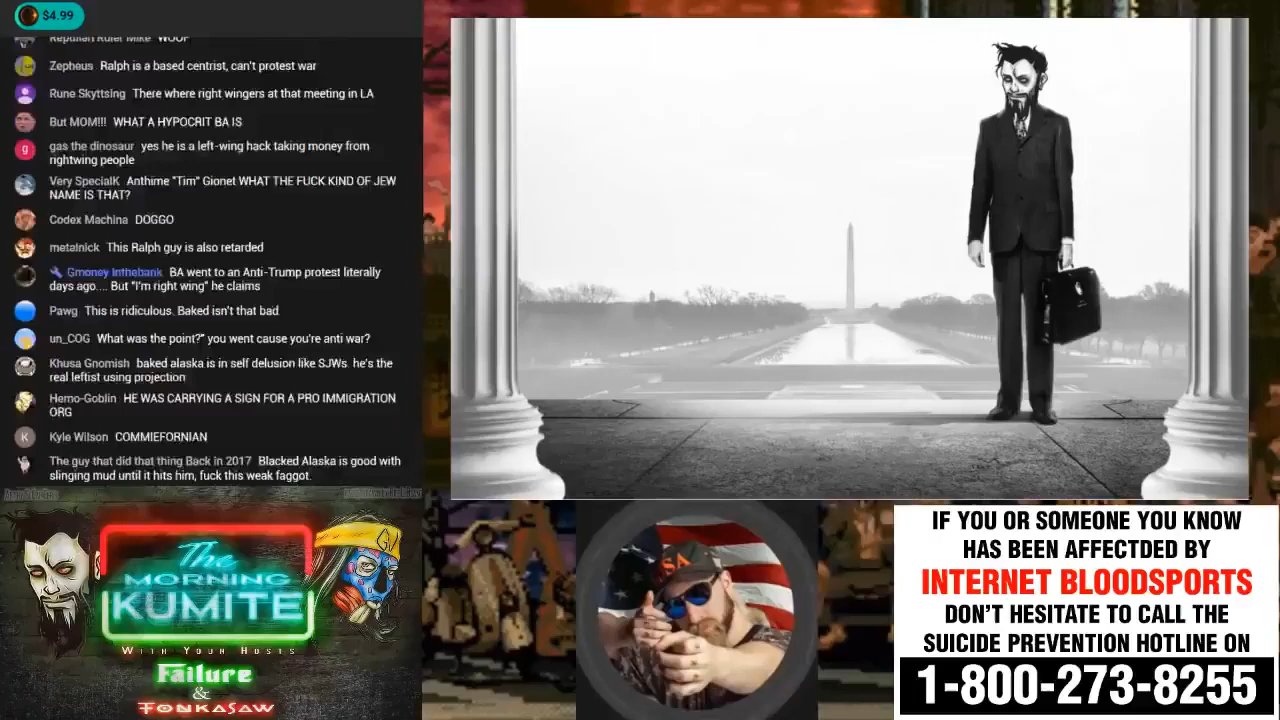 $4.99
Reptilian Ruler Mike WOOP
Zepheus Ralph is a based centrist, can't protest war
Rune Skyttsing There where right wingers at that meeting in LA
But MOM!!! WHAT A HYPOCRIT BA IS
gas the dinosaur yes he is a left-wing hack taking money from
rightwing people
Very SpecialK Anthime "Tim" Gionet WHAT THE FUCK KIND OF JEW
NAME IS THAT?
Codex Machina DOGGO
metalnick This Ralph guy is also retarded
Gmoney Inthebank BA went to an Anti-Trump protest literally
days ago.... But "I'm right wing" he claims
Pawg This is ridiculous. Baked isn't that bad
un_COG What was the point?" you went cause you're anti war?
Khusa Gnomish baked alaska is in self delusion like SJWs. he's the
real leftist using projection
Hemo-Goblin HE WAS CARRYING A SIGN FOR A PRO IMMIGRATION
ORG
K Kyle Wilson COMMIEFORNIAN
The guy that did that thing Back in 2017 Blacked Alaska is good with
slinging mud until it hits him, fuck this weak faggot.
The
MORNING
KUMITE
WITH YOUR HOSTS
Failure
&
TONKASAW
IF YOU OR SOMEONE YOU KNOW
HAS BEEN AFFECTDED BY
INTERNET BLOODSPORTS
DON'T HESITATE TO CALL THE
SUICIDE PREVENTION HOTLINE ON
1-800-273-8255